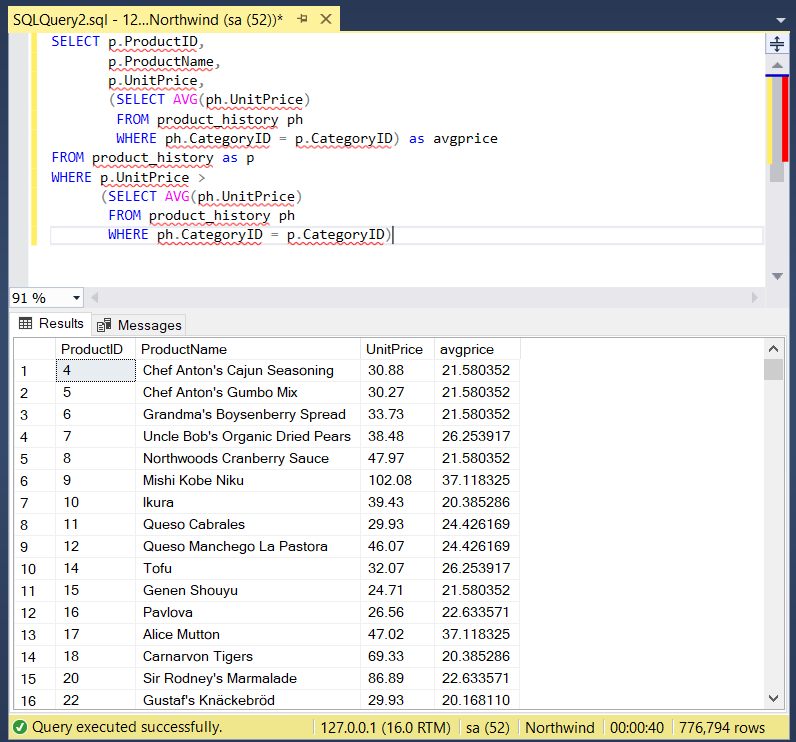 SQLQuery2.sql - 12...Northwind (sa (52))*
SELECT p.ProductID,
p.ProductName,
p.UnitPrice,
(SELECT AVG(ph.UnitPrice)
FROM product_history ph
WHERE ph.CategoryID = p.CategoryID) as avgprice
FROM product_history as p
WHERE p.UnitPrice >
(SELECT AVG(ph.UnitPrice)
FROM product_history ph
WHERE ph.CategoryID = p.CategoryID)
91 %
Results Messages
ProductID ProductName UnitPrice avgprice
1 4 Chef Anton's Cajun Seasoning 30.88 21.580352
2 5 Chef Anton's Gumbo Mix 30.27 21.580352
3 6 Grandma's Boysenberry Spread 33.73 21.580352
4 7 Uncle Bob's Organic Dried Pears 38.48 26.253917
5 8 Northwoods Cranberry Sauce 47.97 21.580352
6 9 Mishi Kobe Niku 102.08 37.118325
7 10 Ikura 39.43 20.385286
8 11 Queso Cabrales 29.93 24.426169
9 12 Queso Manchego La Pastora 46.07 24.426169
10 14 Tofu 32.07 26.253917
11 15 Genen Shouyu 24.71 21.580352
12 16 Pavlova 26.56 22.633571
13 17 Alice Mutton 47.02 37.118325
14 18 Carnarvon Tigers 69.33 20.385286
15 20 Sir Rodney's Marmalade 86.89 22.633571
16 22 Gustaf's Knäckebröd 29.93 20.168110
Query executed successfully. 127.0.0.1 (16.0 RTM) sa (52) Northwind 00:00:40 776,794 rows